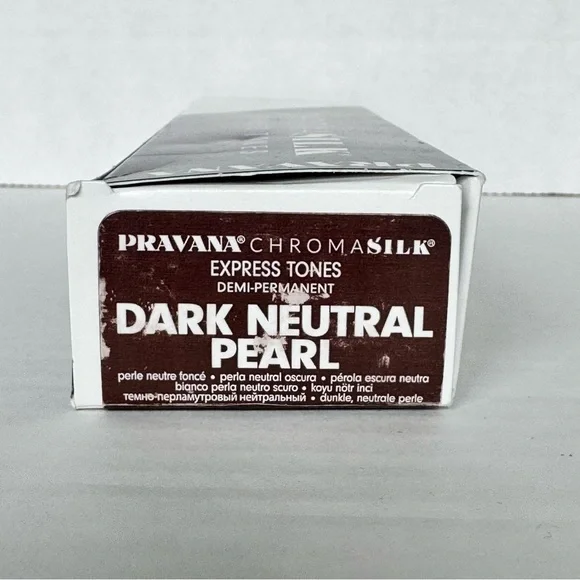 PRAVANA® CHROMASILK®
EXPRESS TONES
DEMI-PERMANENT
DARK NEUTRAL
PEARL
perle neutre foncé • perla neutral oscura • pérola escura neutra
bianco perla neutro scuro • koyu nötr inci
темно-перламутровый нейтральный • dunkle, neutrale perle